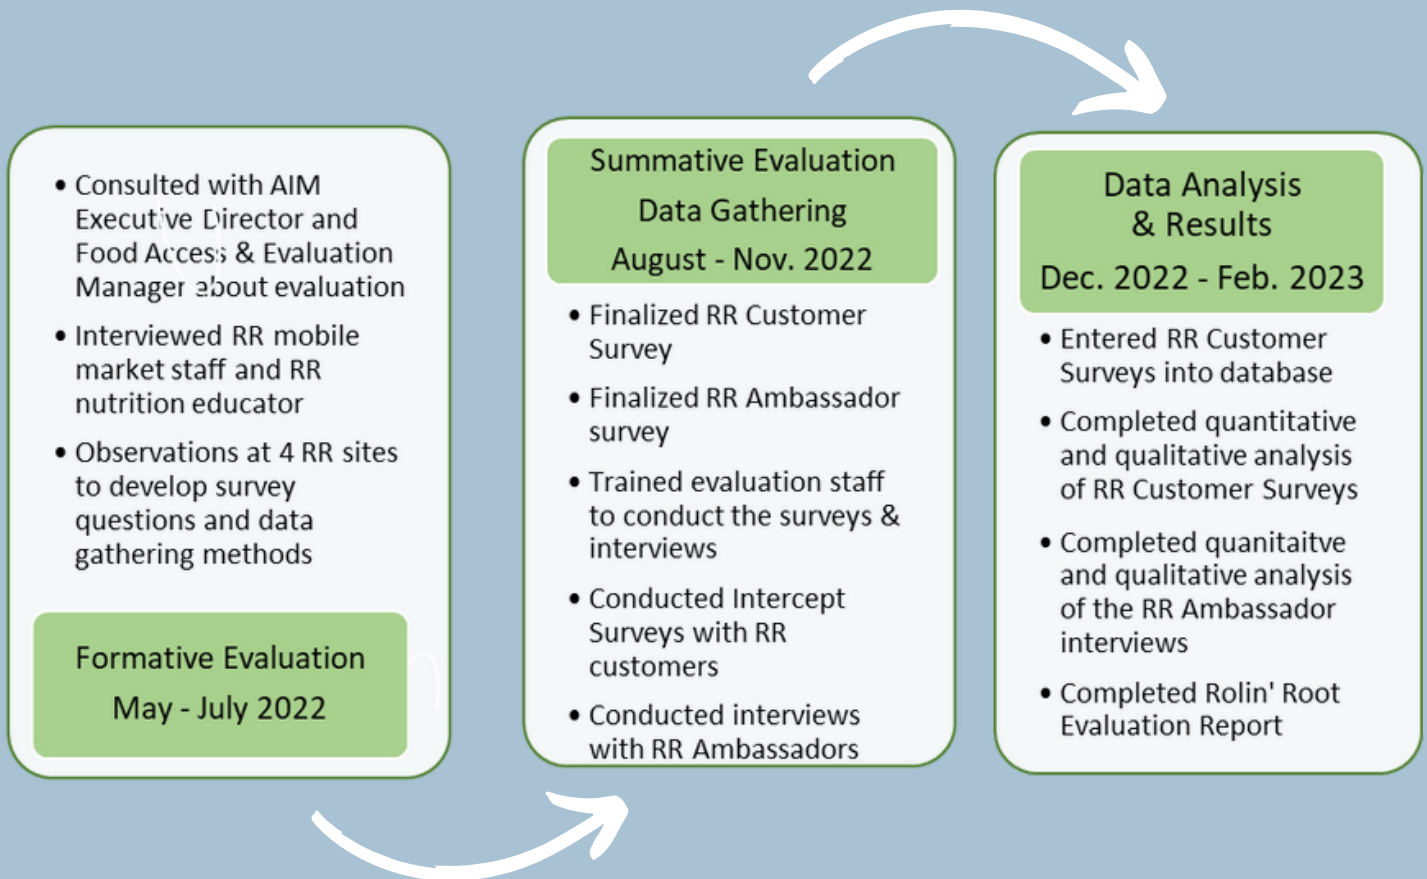 • Consulted with AIM
Executive Director and
Food Access & Evaluation
Manager about evaluation
• Interviewed RR mobile
market staff and RR
nutrition educator
• Observations at 4 RR sites
to develop survey
questions and data
gathering methods
Formative Evaluation
May - July 2022
Summative Evaluation
Data Gathering
August - Nov. 2022
• Finalized RR Customer
Survey
• Finalized RR Ambassador
survey
• Trained evaluation staff
to conduct the surveys &
interviews
• Conducted Intercept
Surveys with RR
customers
• Conducted interviews
with RR Ambassadors
Data Analysis
& Results
Dec. 2022 - Feb. 2023
• Entered RR Customer
Surveys into database
• Completed quantitative
and qualitative analysis
of RR Customer Surveys
• Completed quanitaitve
and qualitative analysis
of the RR Ambassador
interviews
• Completed Rolin' Root
Evaluation Report